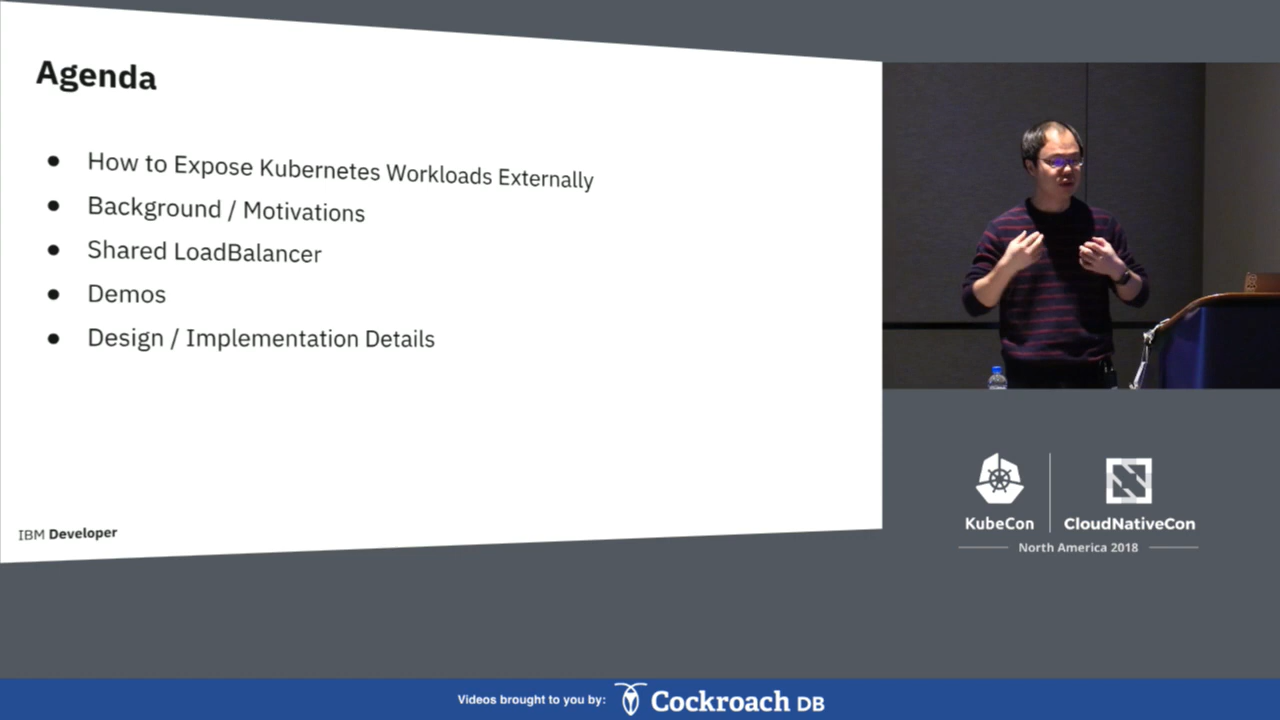 Agenda
● How to Expose Kubernetes Workloads Externally
● Background / Motivations
● Shared LoadBalancer
● Demos
● Design / Implementation Details
IBM Developer
KubeCon
CloudNativeCon
North America 2018
Videos brought to you by:
Cockroach DB